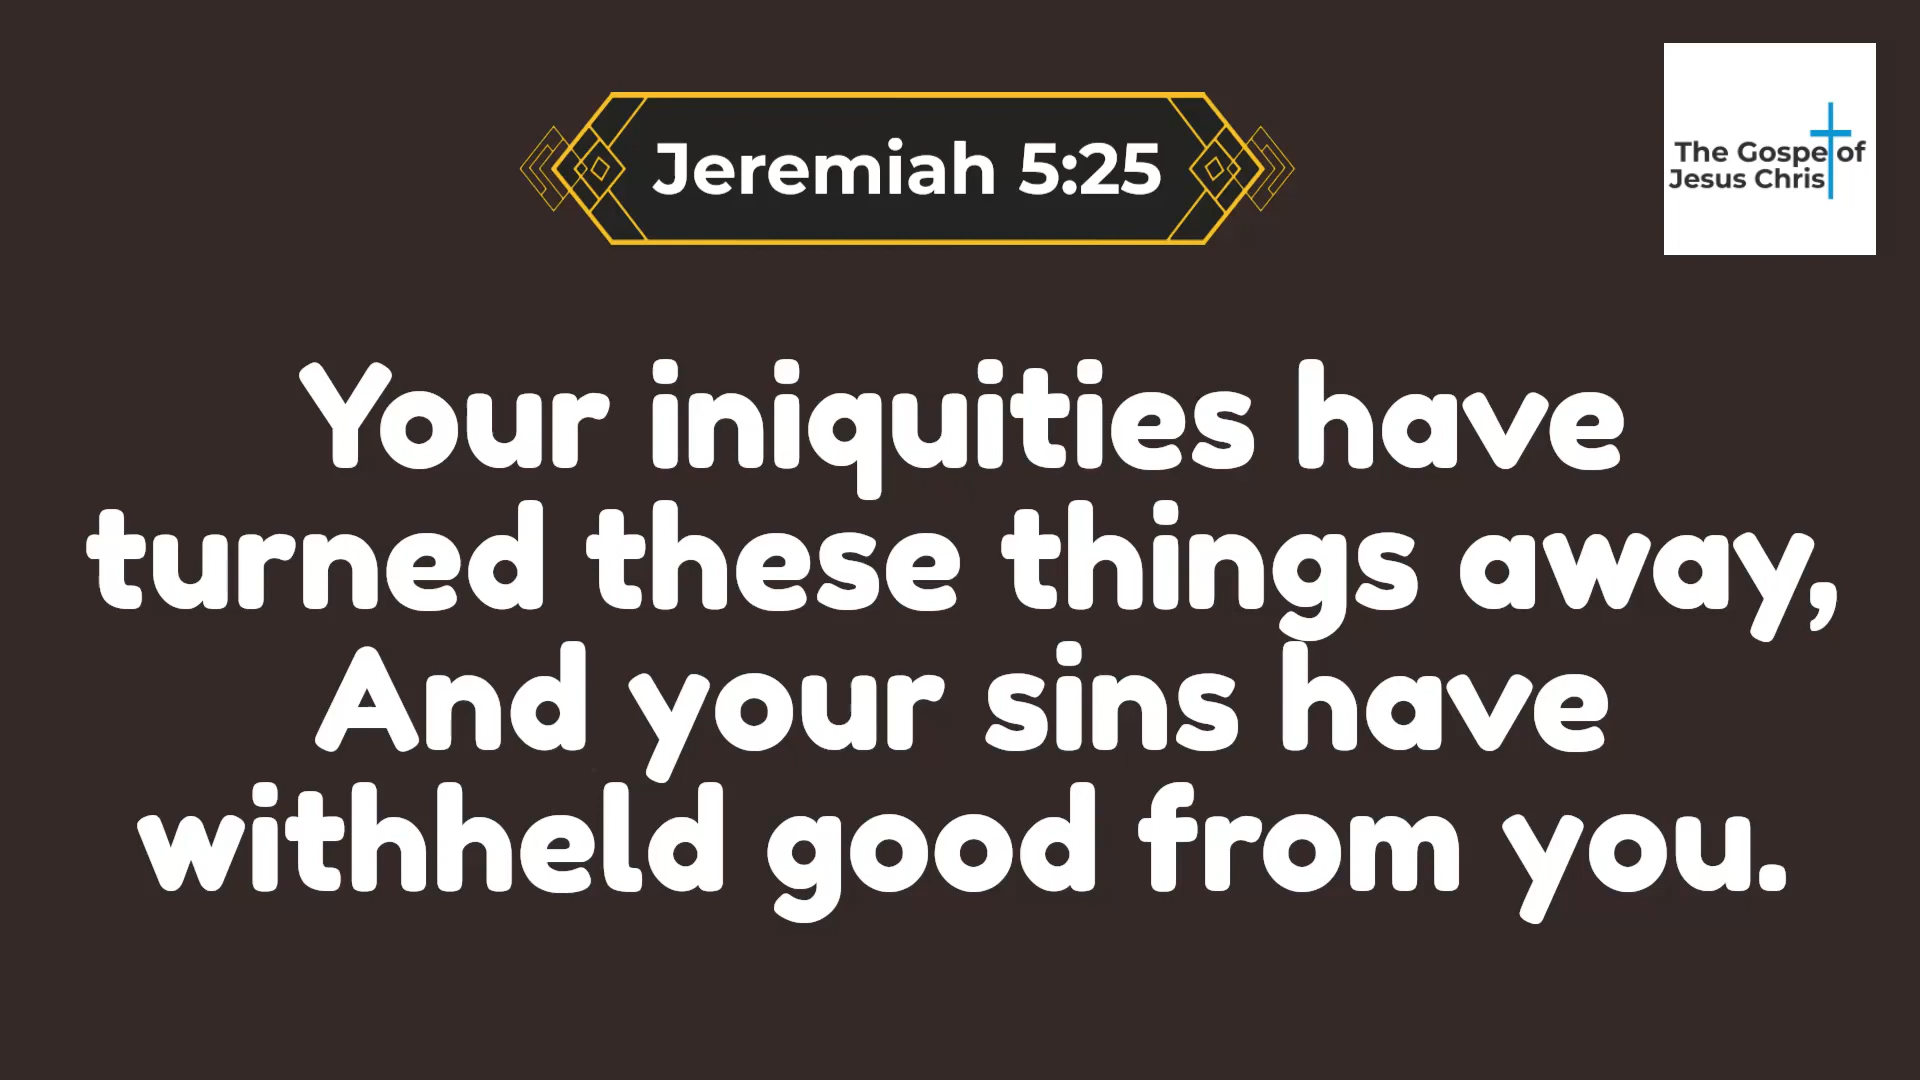 Jeremiah 5:25
The Gospel of
Jesus Christ
Your iniquities have
turned these things away,
And your sins have
withheld good from you.